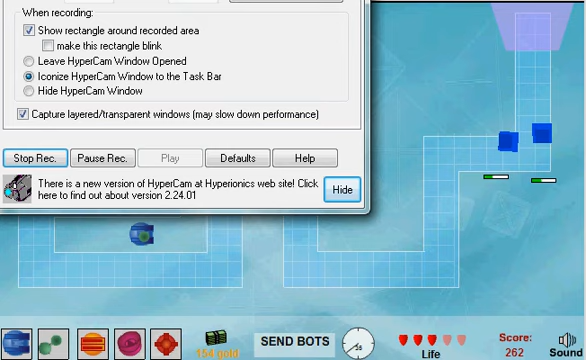 When recording:
Show rectangle around recorded area
make this rectangle blink
Leave HyperCam Window Opened
Iconize HyperCam Window to the Task Bar
Hide HyperCam Window
Capture layered/transparent windows (may slow down performance)
Stop Rec. Pause Rec. Play Defaults Help
There is a new version of HyperCam at Hyperionics web site! Click
here to find out about version 2.24.01
Hide
154 gold
SEND BOTS
Life
Score:
262
Sound